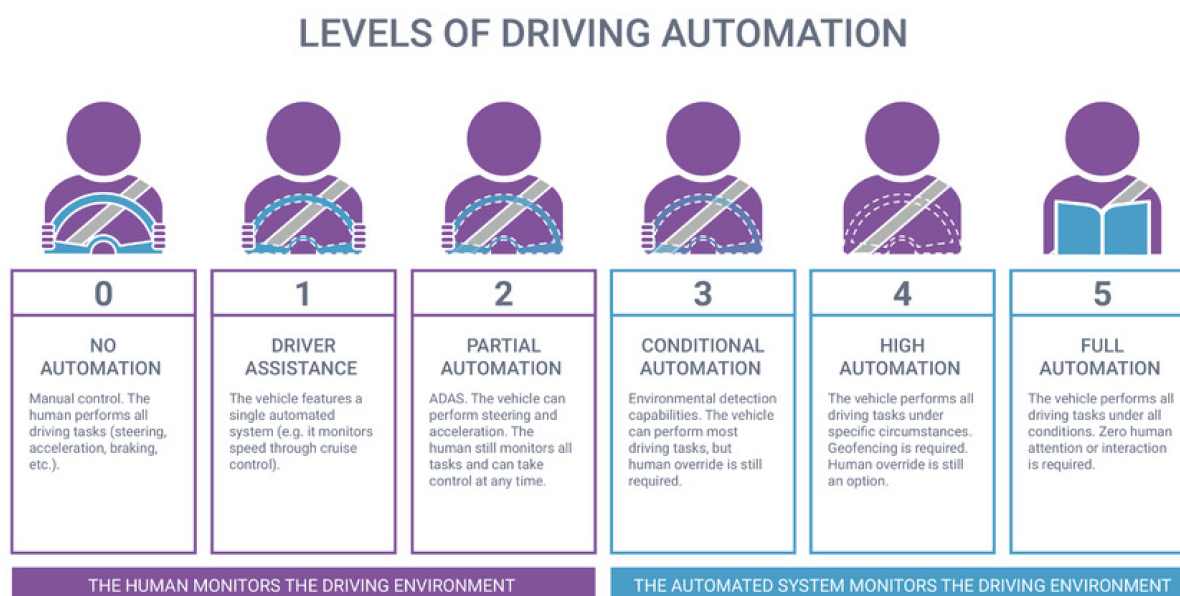 LEVELS OF DRIVING AUTOMATION
0
NO
AUTOMATION
Manual control. The
human performs all
driving tasks (steering,
acceleration, braking,
etc.).
1
DRIVER
ASSISTANCE
The vehicle features a
single automated
system (e.g. it monitors
speed through cruise
control).
2
PARTIAL
AUTOMATION
ADAS. The vehicle can
perform steering and
acceleration. The
human still monitors all
tasks and can take
control at any time.
3
CONDITIONAL
AUTOMATION
Environmental detection
capabilities. The vehicle
can perform most
driving tasks, but
human override is still
required.
4
HIGH
AUTOMATION
The vehicle performs all
driving tasks under
specific circumstances.
Geofencing is required.
Human override is still
an option.
5
FULL
AUTOMATION
The vehicle performs all
driving tasks under all
conditions. Zero human
attention or interaction
is required.
THE HUMAN MONITORS THE DRIVING ENVIRONMENT
THE AUTOMATED SYSTEM MONITORS THE DRIVING ENVIRONMENT